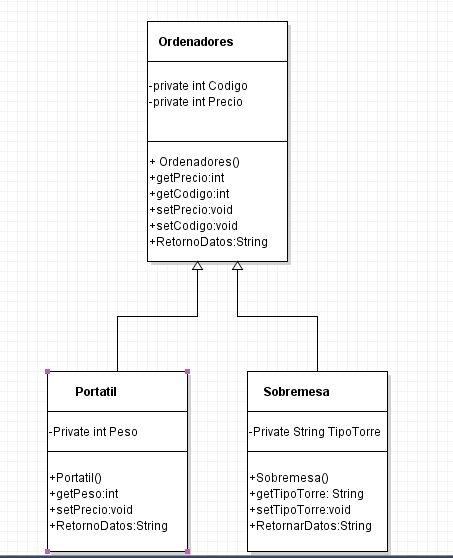 Ordenadores
-private int Codigo
-private int Precio
+ Ordenadores()
+getPrecio:int
+getCodigo:int
+setPrecio:void
+setCodigo:void
+RetornoDatos:String
Portatil
-Private int Peso
+Portatil()
+getPeso:int
+setPrecio:void
+RetornoDatos:String
Sobremesa
-Private String TipoTorre
+Sobremesa()
+getTipoTorre: String
+setTipoTorre:void
+RetornarDatos:String